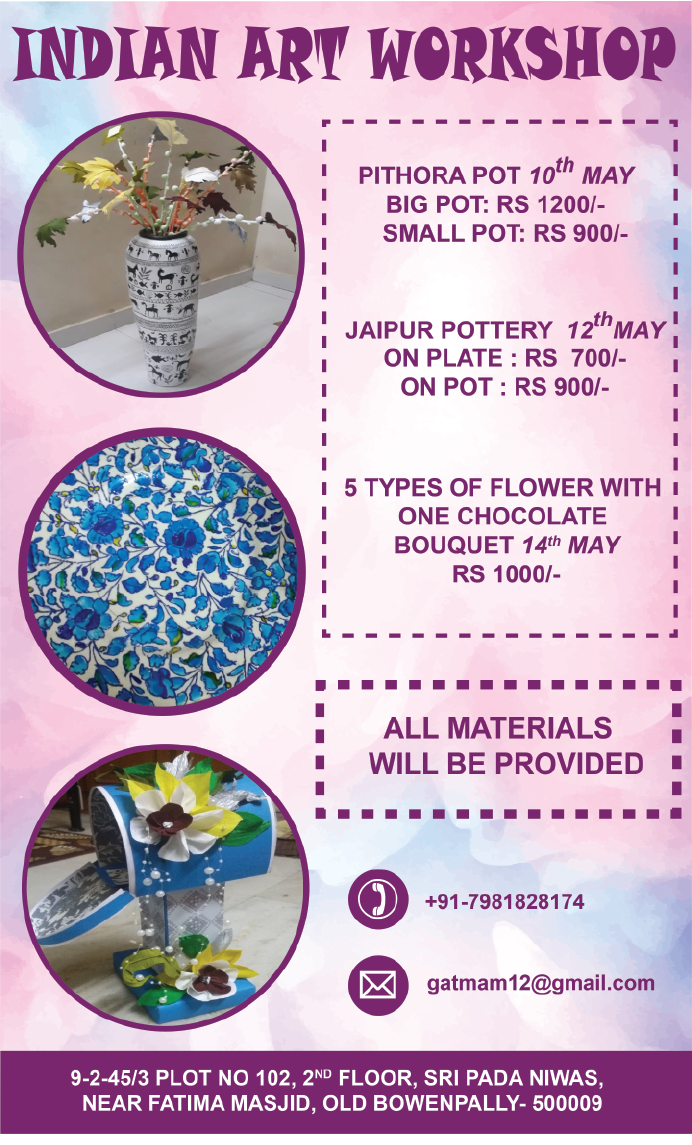 INDIAN ART WORKSHOP
PITHORA POT 10th MAY
BIG POT: RS 1200/-
SMALL POT: RS 900/-
JAIPUR POTTERY 12th MAY
ON PLATE : RS 700/-
ON POT : RS 900/-
5 TYPES OF FLOWER WITH
ONE CHOCOLATE
BOUQUET 14th MAY
RS 1000/-
ALL MATERIALS
WILL BE PROVIDED
+91-7981828174
gatmam12@gmail.com
9-2-45/3 PLOT NO 102, 2ND FLOOR, SRI PADA NIWAS,
NEAR FATIMA MASJID, OLD BOWENPALLY- 500009